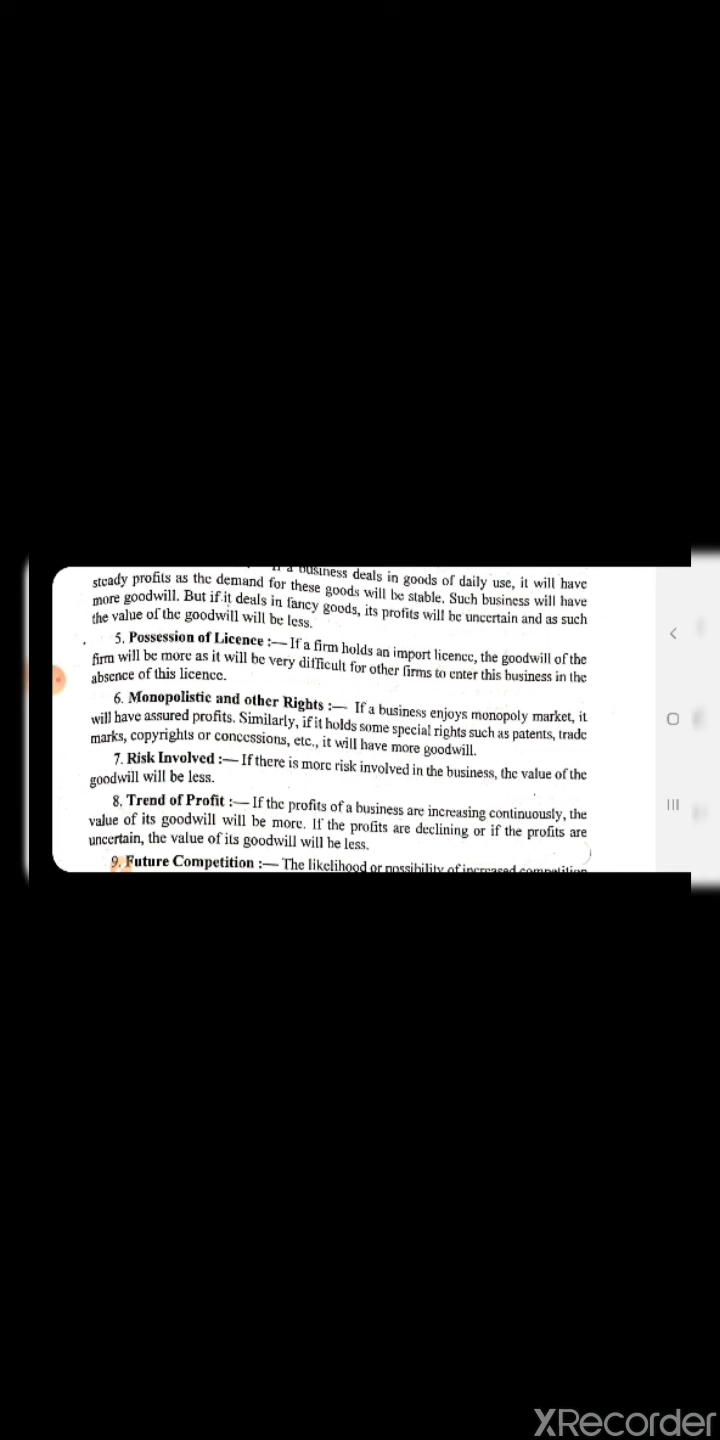 a business deals in goods of daily use, it will have
steady profits as the demand for these goods will be stable. Such business will have
more goodwill. But if it deals in fancy goods, its profits will be uncertain and as such
the value of the goodwill will be less.
5. Possession of Licence :— If a firm holds an import licence, the goodwill of the
firm will be more as it will be very difficult for other firms to enter this business in the
absence of this licence.
6. Monopolistic and other Rights :— If a business enjoys monopoly market, it
will have assured profits. Similarly, if it holds some special rights such as patents, trade
marks, copyrights or concessions, etc., it will have more goodwill.
7. Risk Involved :— If there is more risk involved in the business, the value of the
goodwill will be less.
8. Trend of Profit :— If the profits of a business are increasing continuously, the
value of its goodwill will be more. If the profits are declining or if the profits are
uncertain, the value of its goodwill will be less.
9. Future Competition :— The likelihood or possibility of increased competition
XRecorder